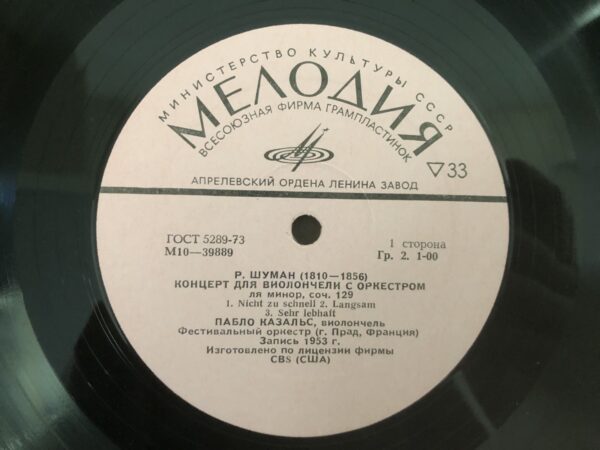 МИНИСТЕРСТВО КУЛЬТУРЫ СССР
МЕЛОДИЯ
ВСЕСОЮЗНАЯ ФИРМА ГРАМПЛАСТИНОК
АПРЕЛЕВСКИЙ ОРДЕНА ЛЕНИНА ЗАВОД
▽33
ГОСТ 5289-73
М10—39889
1 сторона
Гр. 2. 1-00
Р. ШУМАН (1810—1856)
КОНЦЕРТ ДЛЯ ВИОЛОНЧЕЛИ С ОРКЕСТРОМ
ля минор, соч. 129
1. Nicht zu schnell 2. Langsam
3. Sehr lebhaft
ПАБЛО КАЗАЛЬС, виолончель
Фестивальный оркестр (г. Прад, Франция)
Запись 1953 г.
Изготовлено по лицензии фирмы
CBS (США)